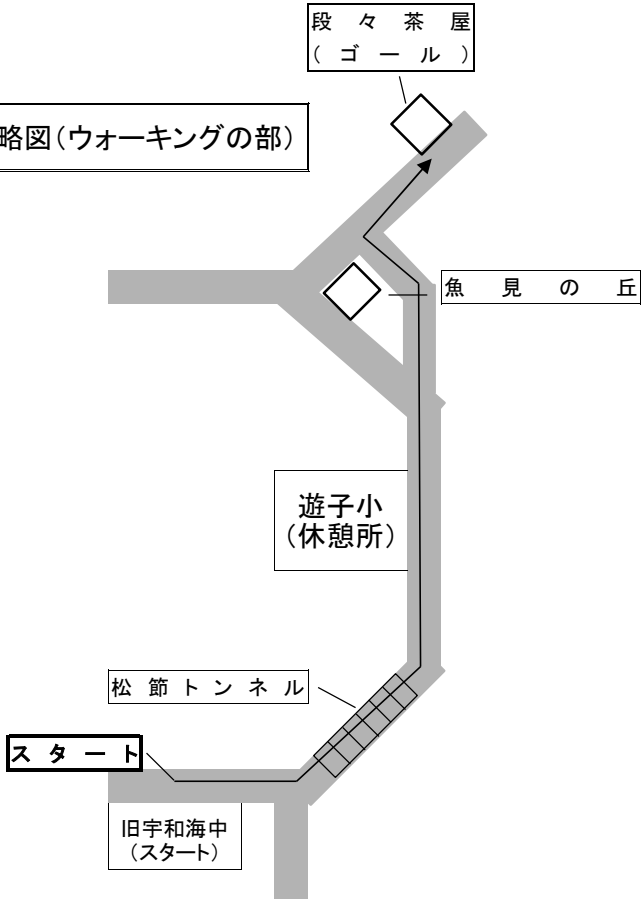 段々茶屋
(ゴール)
略図(ウォーキングの部)
魚見の丘
遊子小
(休憩所)
松節トンネル
スタート
旧宇和海中
(スタート)